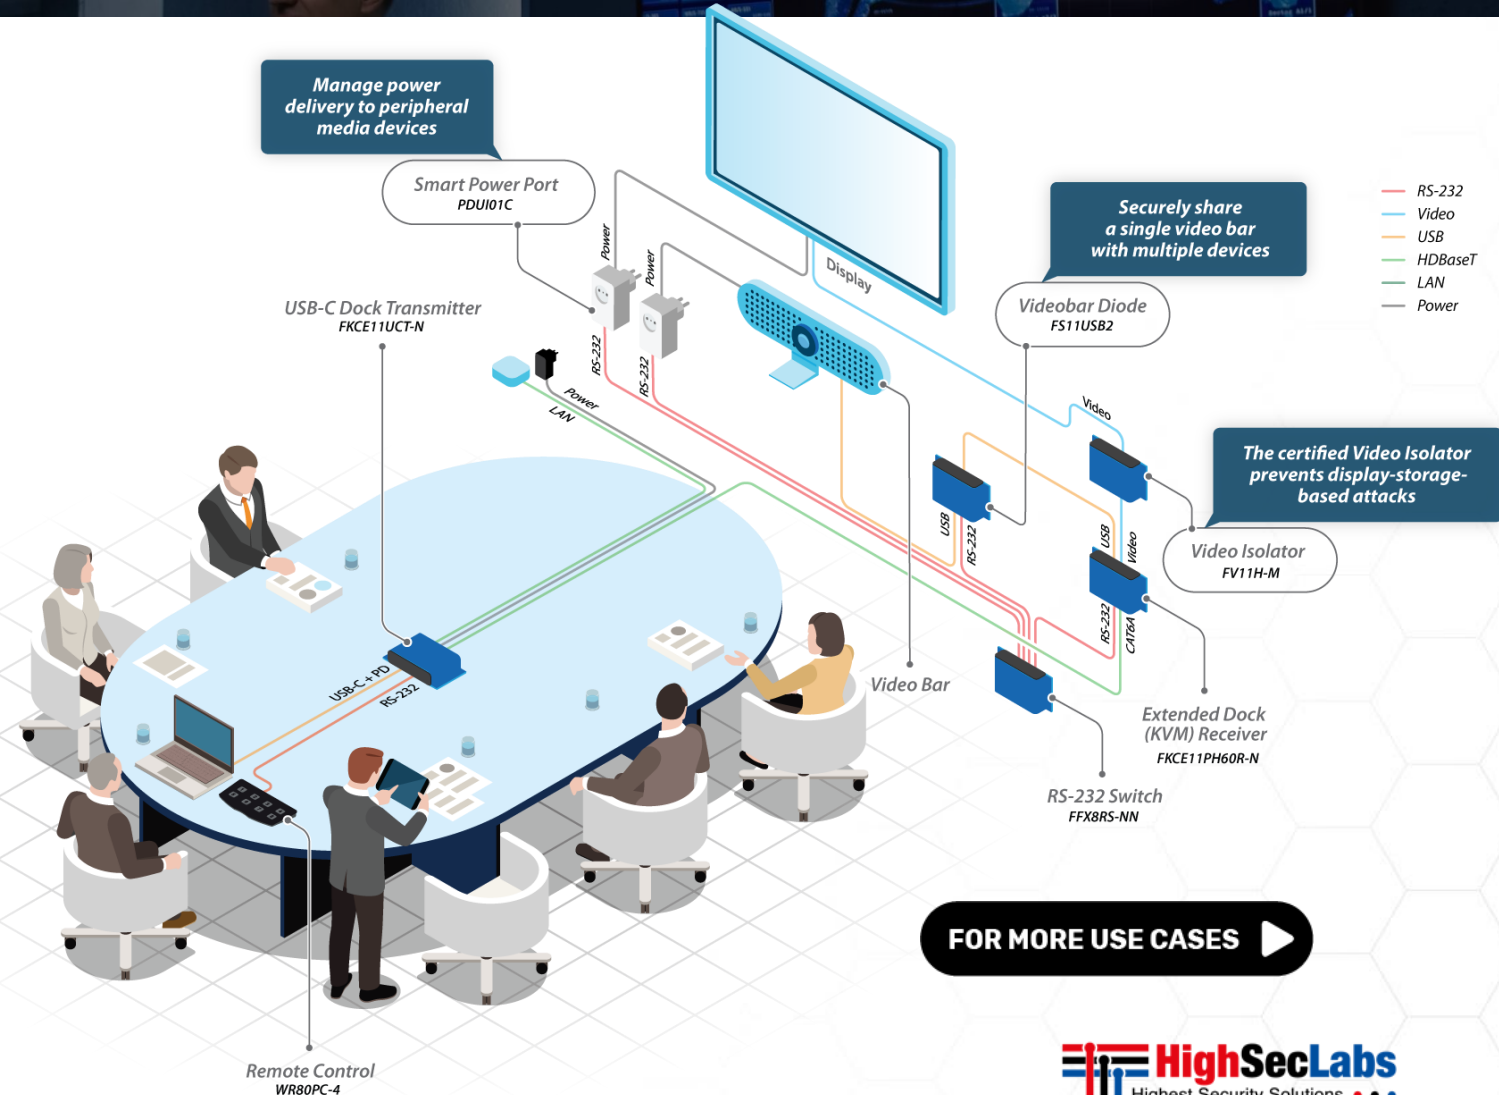 Manage power
delivery to peripheral
media devices
Smart Power Port
PDUI01C
USB-C Dock Transmitter
FKCE11UCT-N
Power
Power
RS-232
RS-232
Power
LAN
Display
Securely share
a single video bar
with multiple devices
Videobar Diode
FS11USB2
RS-232
Video
USB
HDBaseT
LAN
Power
Video
The certified Video Isolator
prevents display-storage-
based attacks
Video Isolator
FV11H-M
USB
RS-232
USB
Video
RS-232
CAT6A
USB-C + PD
RS-232
Video Bar
Extended Dock
(KVM) Receiver
FKCE11PH60R-N
RS-232 Switch
FFX8RS-NN
FOR MORE USE CASES
Remote Control
WR80PC-4
HighSecLabs
Highest Security Solutions